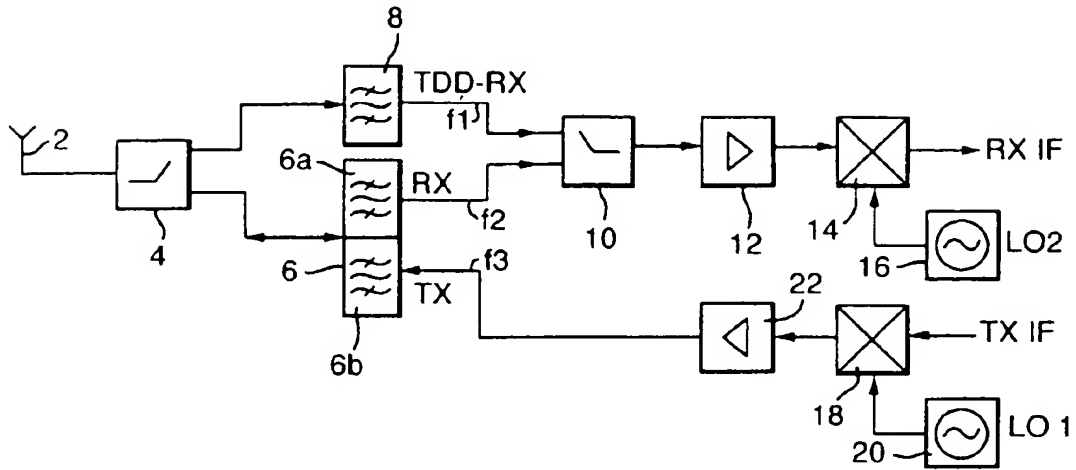 8
TDD-RX
f1
2
6a
RX
f2
RX IF
4
10
12
14
16
LO2
6
f3
TX
22
TX IF
6b
18
20
LO 1